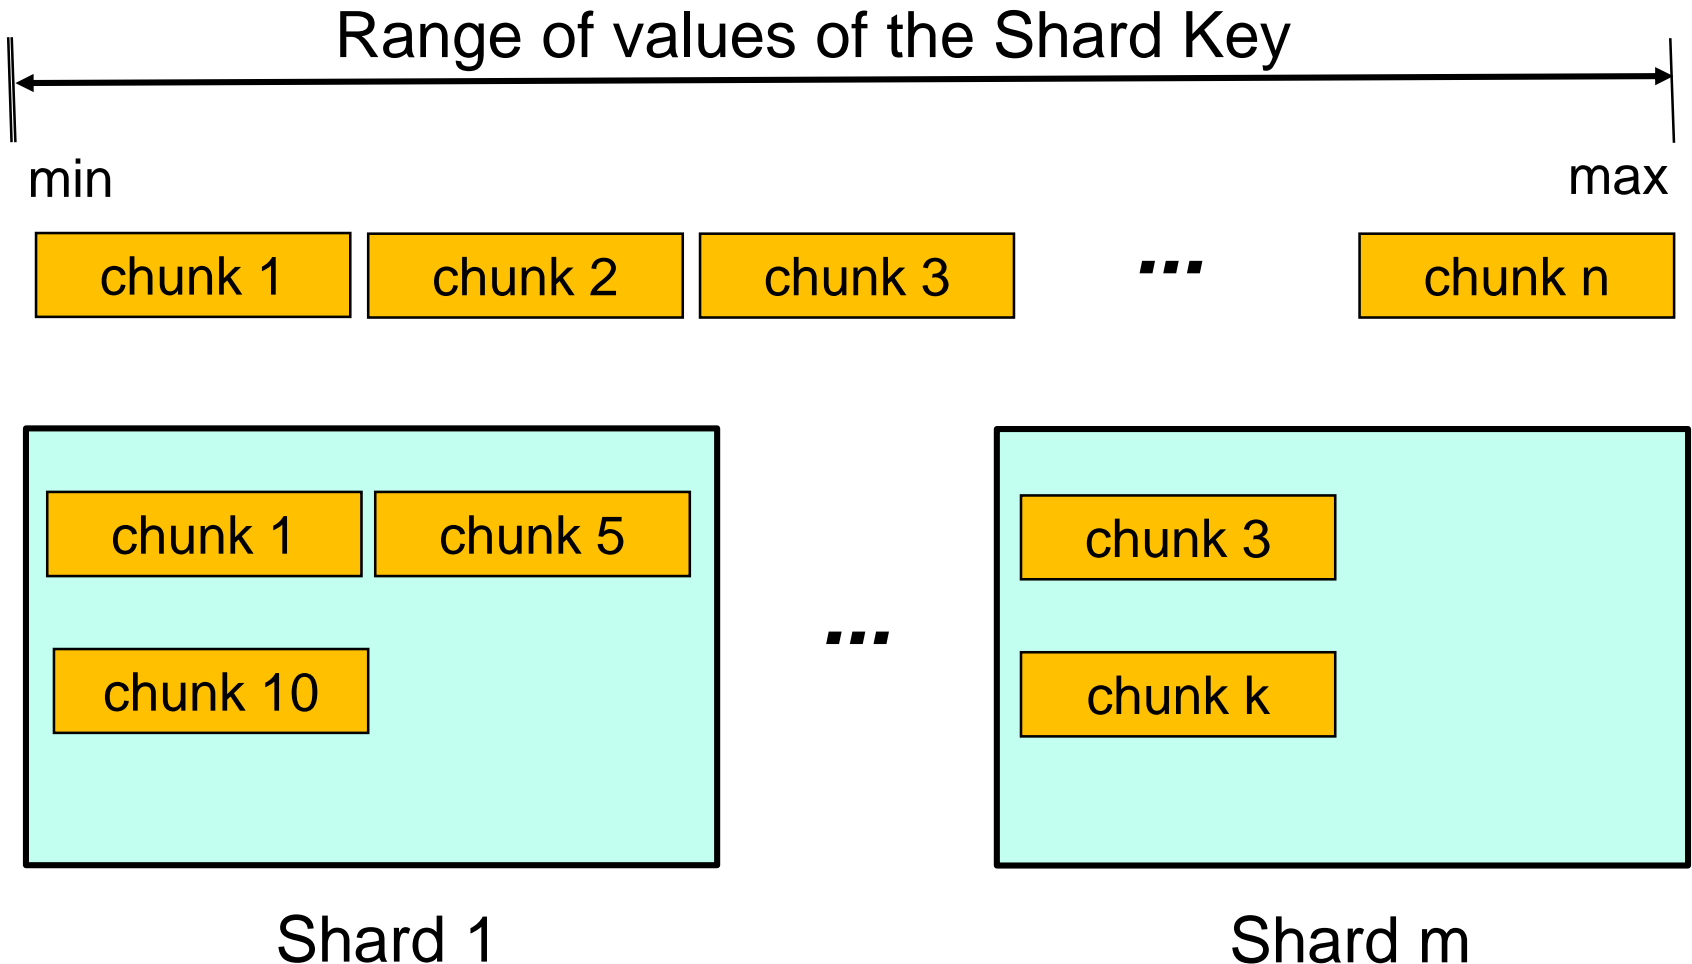 Range of values of the Shard Key
min max
chunk 1 chunk 2 chunk 3 ... chunk n
chunk 1 chunk 5 chunk 3
...
chunk 10 chunk k
Shard 1 Shard m